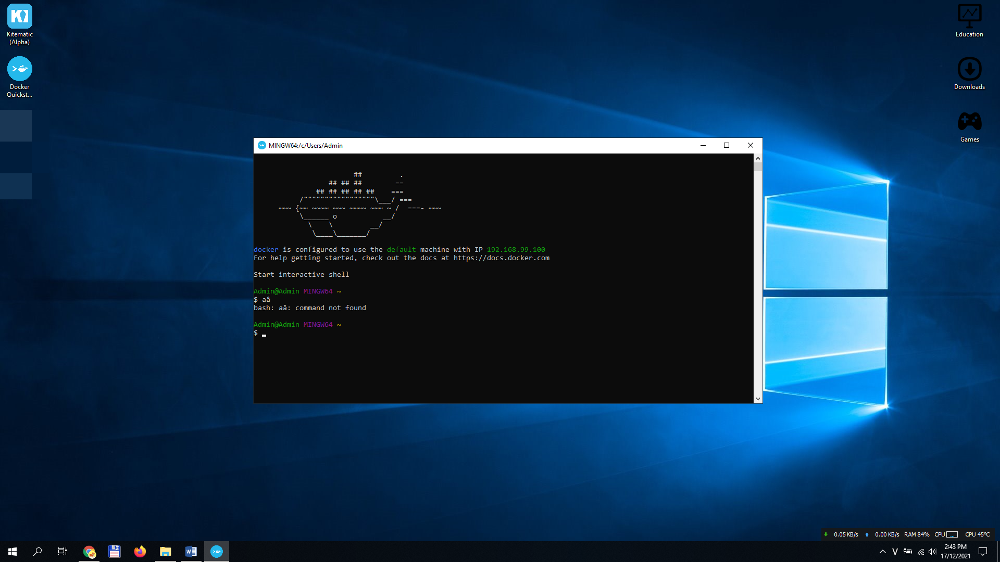 Kitematic
(Alpha)
Docker
Quickst...
Education
Downloads
Games
MINGW64:/c/Users/Admin
                        ##         .
                  ## ## ##        ==
               ## ## ## ## ##    ===
           /"""""""""""""""""\___/ ===
      ~~~ {~~ ~~~~ ~~~ ~~~~ ~~~ ~ /  ===- ~~~
           \______ o           __/
             \    \         __/
              \____\_______/
docker is configured to use the default machine with IP 192.168.99.100
For help getting started, check out the docs at https://docs.docker.com
Start interactive shell
Admin@Admin MINGW64 ~
$ aâ
bash: aâ: command not found
Admin@Admin MINGW64 ~
$
0.05 KB/s 0.00 KB/s RAM 84% CPU CPU 45°C
V
2:43 PM
17/12/2021